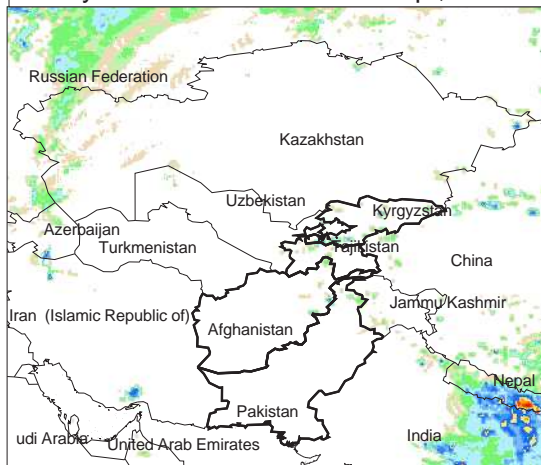 Russian Federation
Kazakhstan
Uzbekistan
Kyrgyzstan
Azerbaijan
Turkmenistan
Tajikistan
China
Jammu Kashmir
Iran (Islamic Republic of)
Afghanistan
Nepal
Pakistan
udi Arabia
United Arab Emirates
India